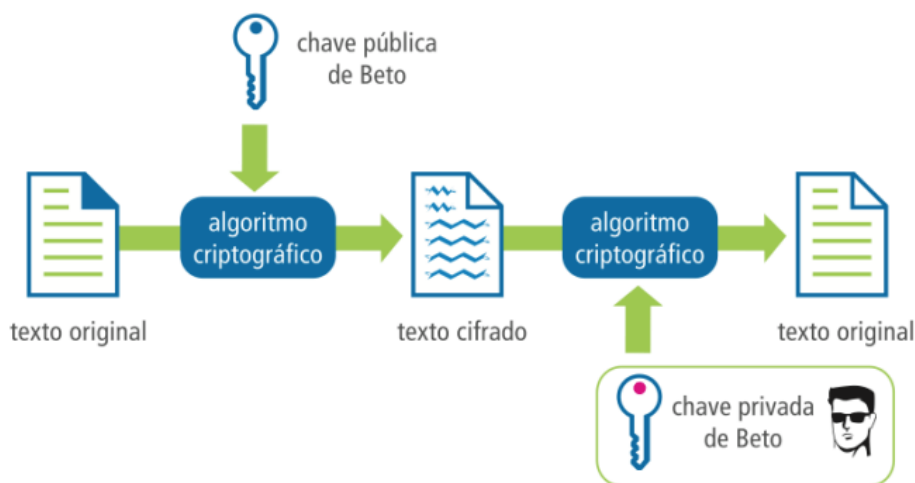 chave pública
de Beto
algoritmo
criptográfico
algoritmo
criptográfico
texto original
texto cifrado
texto original
chave privada
de Beto